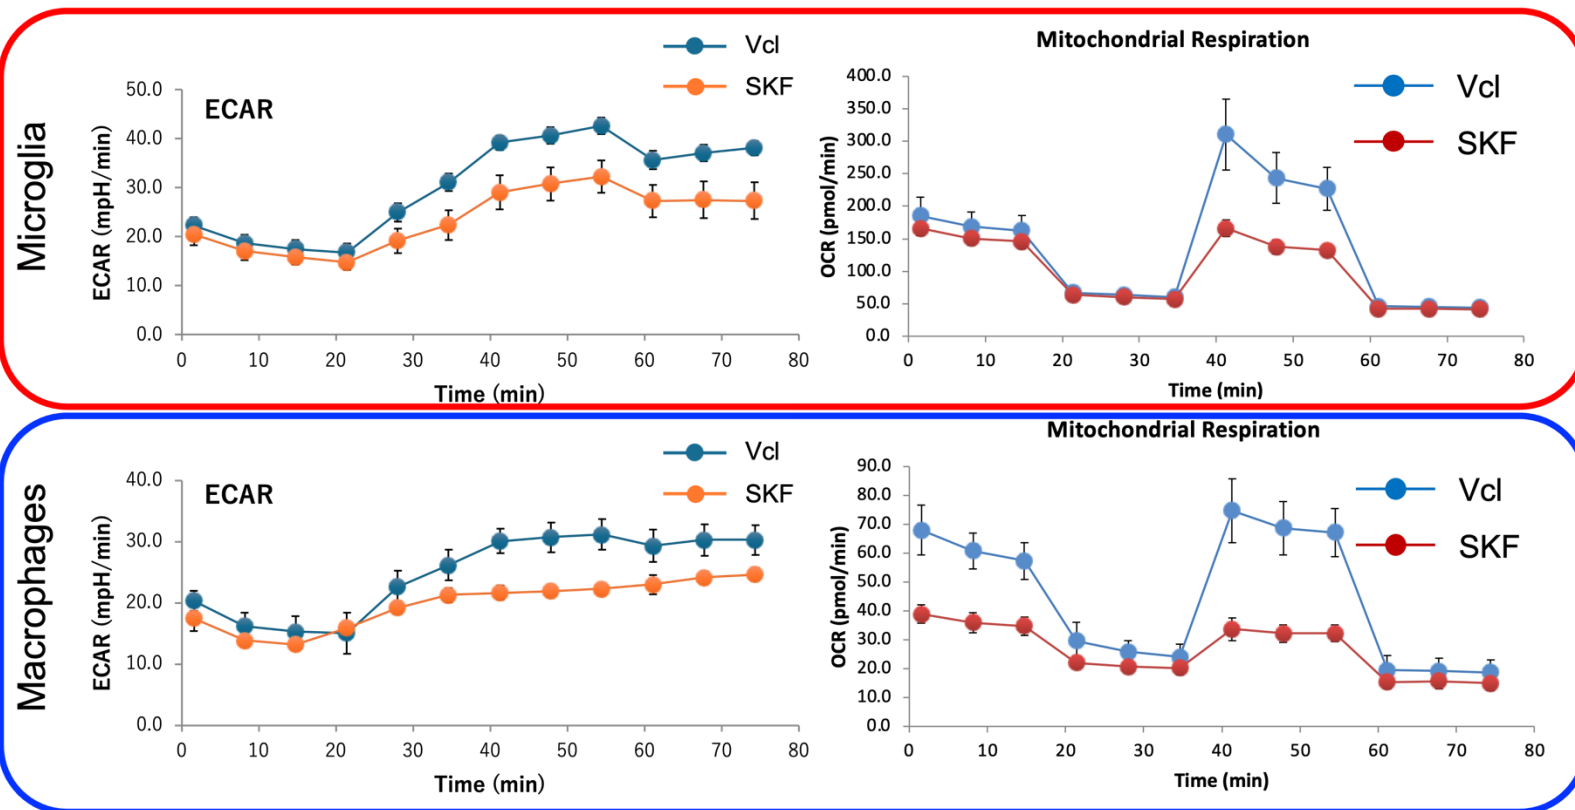 Microglia
Vcl
SKF
ECAR
ECAR (mpH/min)
50.0
40.0
30.0
20.0
10.0
0.0
0 10 20 30 40 50 60 70 80
Time (min)
Mitochondrial Respiration
Vcl
SKF
OCR (pmol/min)
400.0
350.0
300.0
250.0
200.0
150.0
100.0
50.0
0.0
0 10 20 30 40 50 60 70 80
Time (min)
Macrophages
Vcl
SKF
ECAR
ECAR (mpH/min)
40.0
30.0
20.0
10.0
0.0
0 10 20 30 40 50 60 70 80
Time (min)
Mitochondrial Respiration
Vcl
SKF
OCR (pmol/min)
90.0
80.0
70.0
60.0
50.0
40.0
30.0
20.0
10.0
0.0
0 10 20 30 40 50 60 70 80
Time (min)